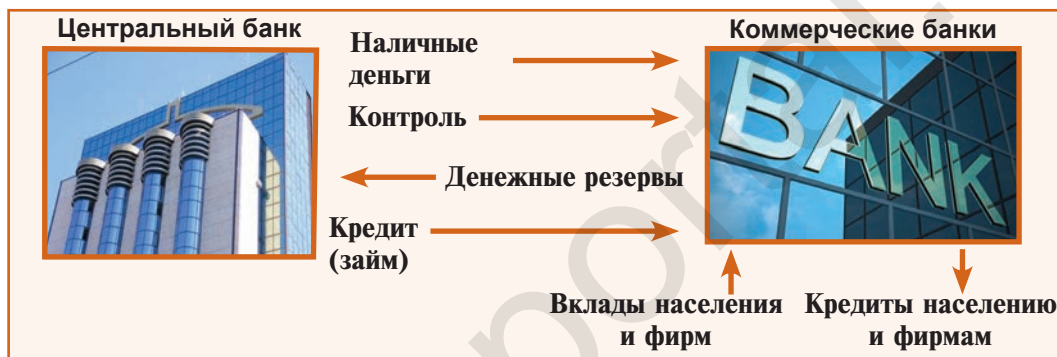 Центральный банк
Коммерческие банки
Наличные
деньги
Контроль
Денежные резервы
Кредит
(займ)
BANK
Вклады населения
и фирм
Кредиты населению
и фирмам